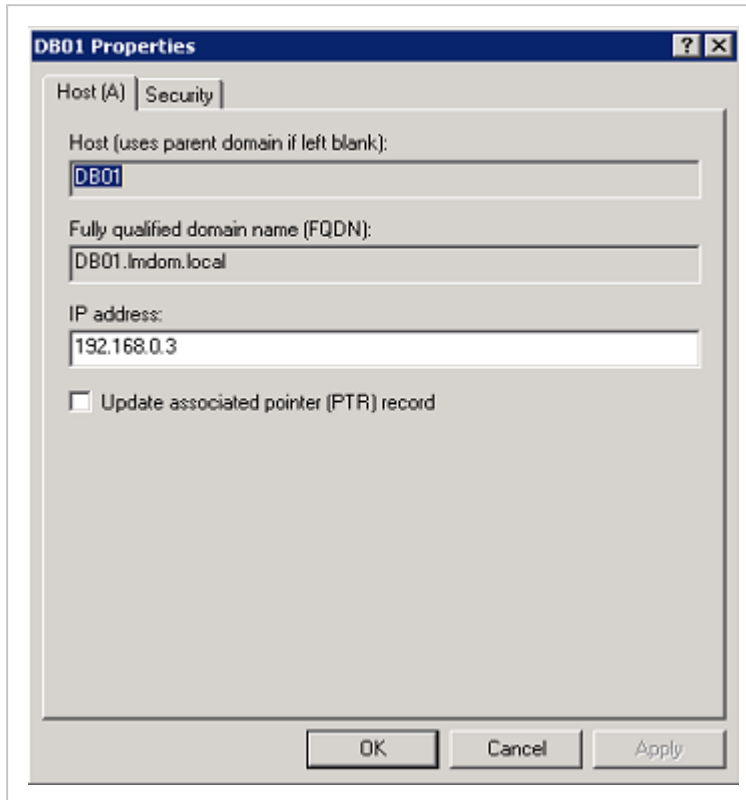 DB01 Properties
?
Host (A) Security
Host (uses parent domain if left blank):
DB01
Fully qualified domain name (FQDN):
DB01.lmdom.local
IP address:
192.168.0.3
Update associated pointer (PTR) record
OK Cancel Apply